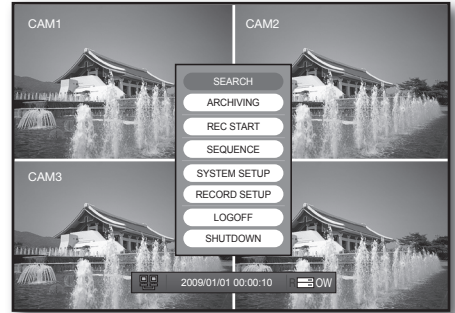 CAM1
CAM2
SEARCH
ARCHIVING
REC START
SEQUENCE
SYSTEM SETUP
CAM3
RECORD SETUP
LOGOFF
SHUTDOWN
2009/01/01 00:00:10
R OW